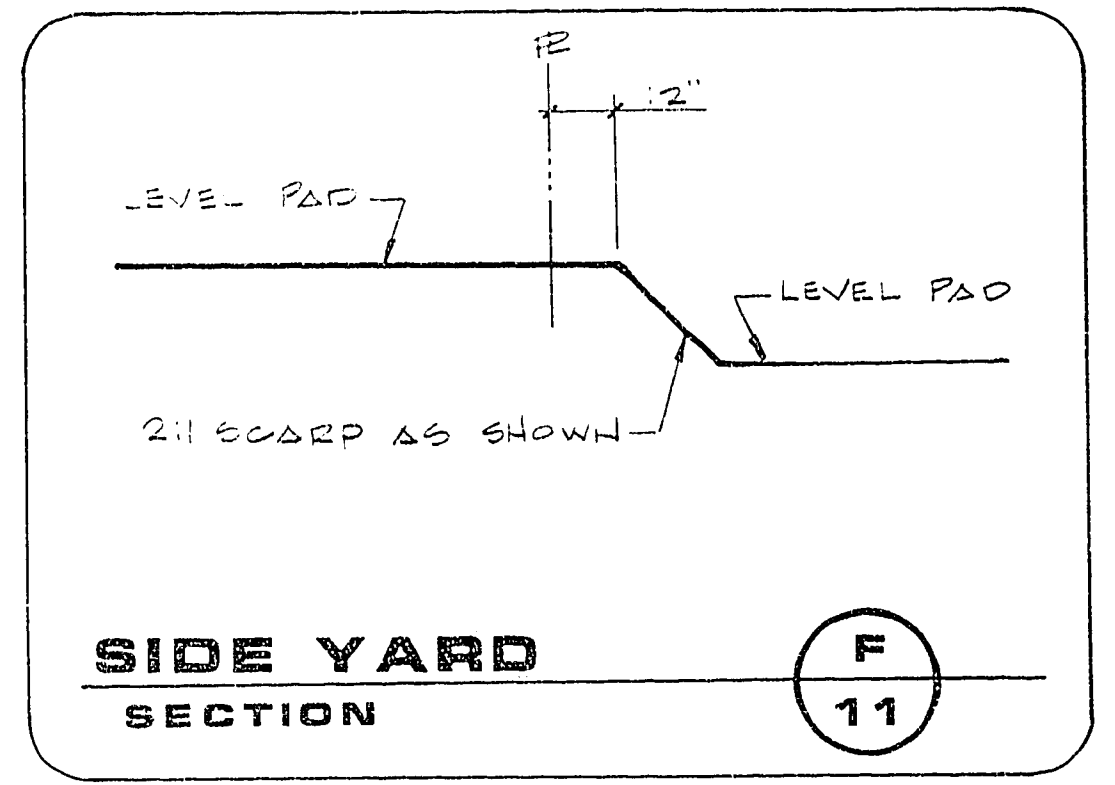 PL
12"
LEVEL PAD
LEVEL PAD
2:1 SCARP AS SHOWN
SIDE YARD
F
SECTION
11